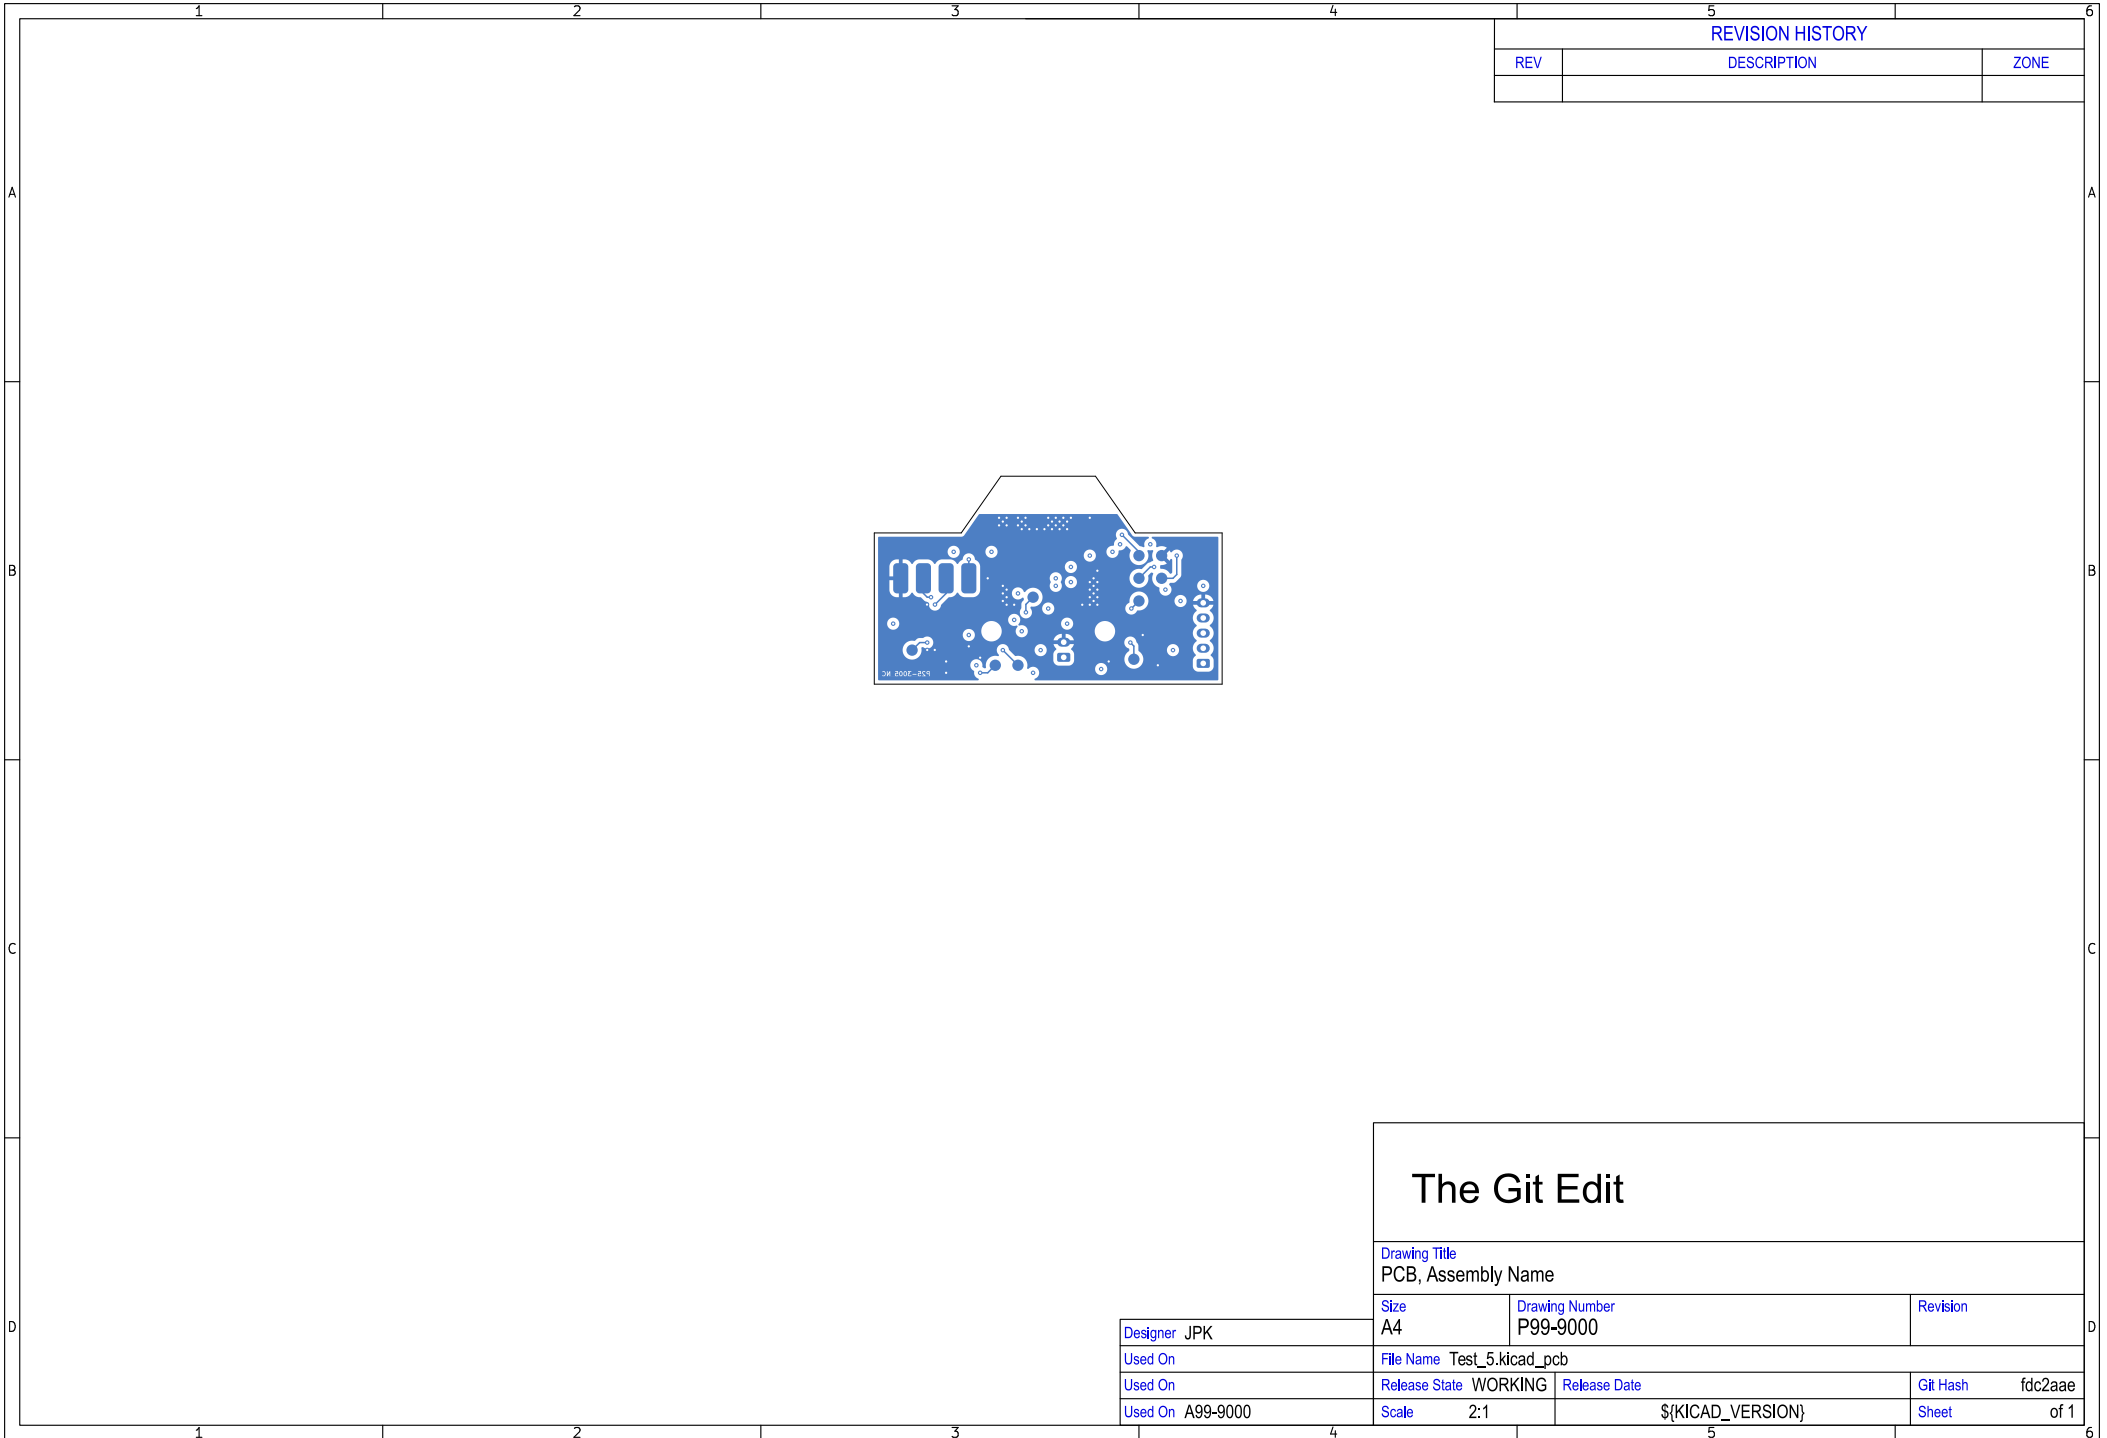 1 2 3 4 5 6
REVISION HISTORY
REV DESCRIPTION ZONE
A A
B B
P25-3005 NC
C C
The Git Edit
Drawing Title
PCB, Assembly Name
Size Drawing Number Revision
A4 P99-9000
D D
Designer JPK
Used On File Name Test_5.kicad_pcb
Used On Release State WORKING Release Date Git Hash fdc2aae
Used On A99-9000 Scale 2:1 ${KICAD_VERSION} Sheet of 1
1 2 3 4 5 6